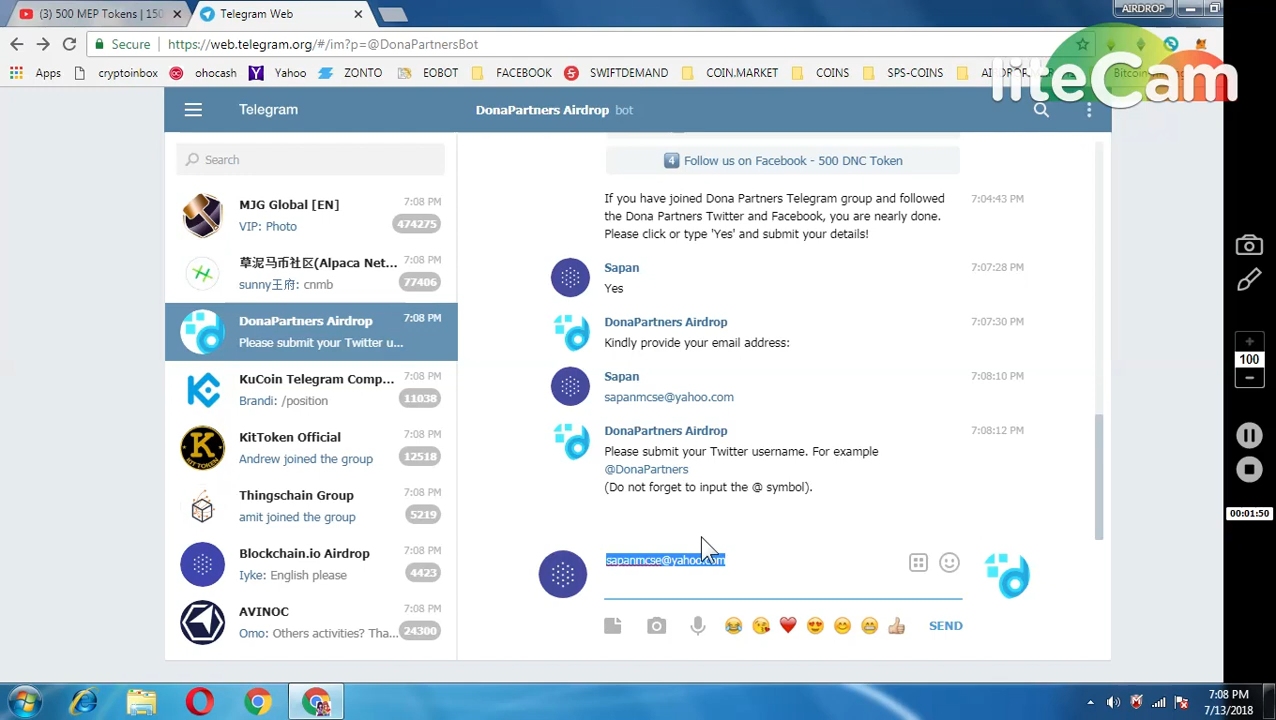 (3) 500 MEP Tokens | 150
Telegram Web
AIRDROP
Secure
https://web.telegram.org/#/im?p=@DonaPartnersBot
Apps
cryptoinbox
ohocash
Yahoo
ZONTO
EOBOT
FACEBOOK
SWIFTDEMAND
COIN.MARKET
COINS
SPS-COINS
liteCam
Telegram
DonaPartners Airdrop bot
Search
MJG Global [EN]
7:08 PM
VIP: Photo
474275
草泥马币社区(Alpaca Net...
7:08 PM
sunny王府: cnmb
77406
DonaPartners Airdrop
7:08 PM
Please submit your Twitter u...
KuCoin Telegram Comp...
7:08 PM
Brandi: /position
11038
KitToken Official
7:08 PM
Andrew joined the group
12518
Thingschain Group
7:08 PM
amit joined the group
5219
Blockchain.io Airdrop
7:08 PM
Iyke: English please
4423
AVINOC
7:08 PM
Omo: Others activities? Tha...
24300
4 Follow us on Facebook - 500 DNC Token
If you have joined Dona Partners Telegram group and followed
7:04:43 PM
the Dona Partners Twitter and Facebook, you are nearly done.
Please click or type 'Yes' and submit your details!
Sapan
7:07:28 PM
Yes
DonaPartners Airdrop
7:07:30 PM
Kindly provide your email address:
Sapan
7:08:10 PM
sapanmcse@yahoo.com
DonaPartners Airdrop
7:08:12 PM
Please submit your Twitter username. For example
@DonaPartners
(Do not forget to input the @ symbol).
sapanmcse@yahoo.com
SEND
100
00:01:50
7:08 PM
7/13/2018